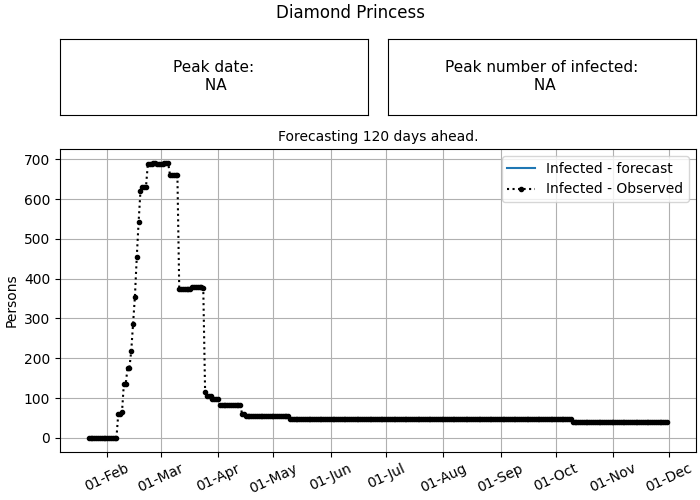 Diamond Princess
Peak date:
NA
Peak number of infected:
NA
Forecasting 120 days ahead.
Infected - forecast
Infected - Observed
Persons
700
600
500
400
300
200
100
0
01-Feb
01-Mar
01-Apr
01-May
01-Jun
01-Jul
01-Aug
01-Sep
01-Oct
01-Nov
01-Dec